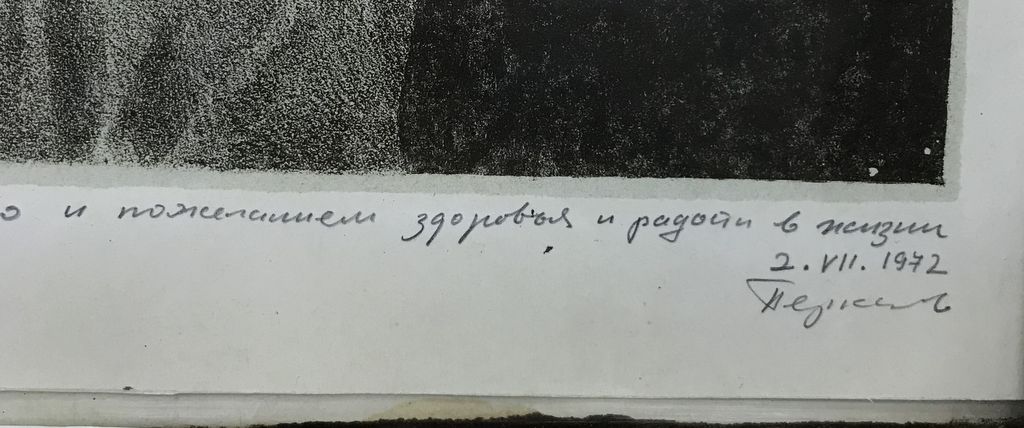 о и пожеланием здоровья и радости в жизни
2.VII.1972